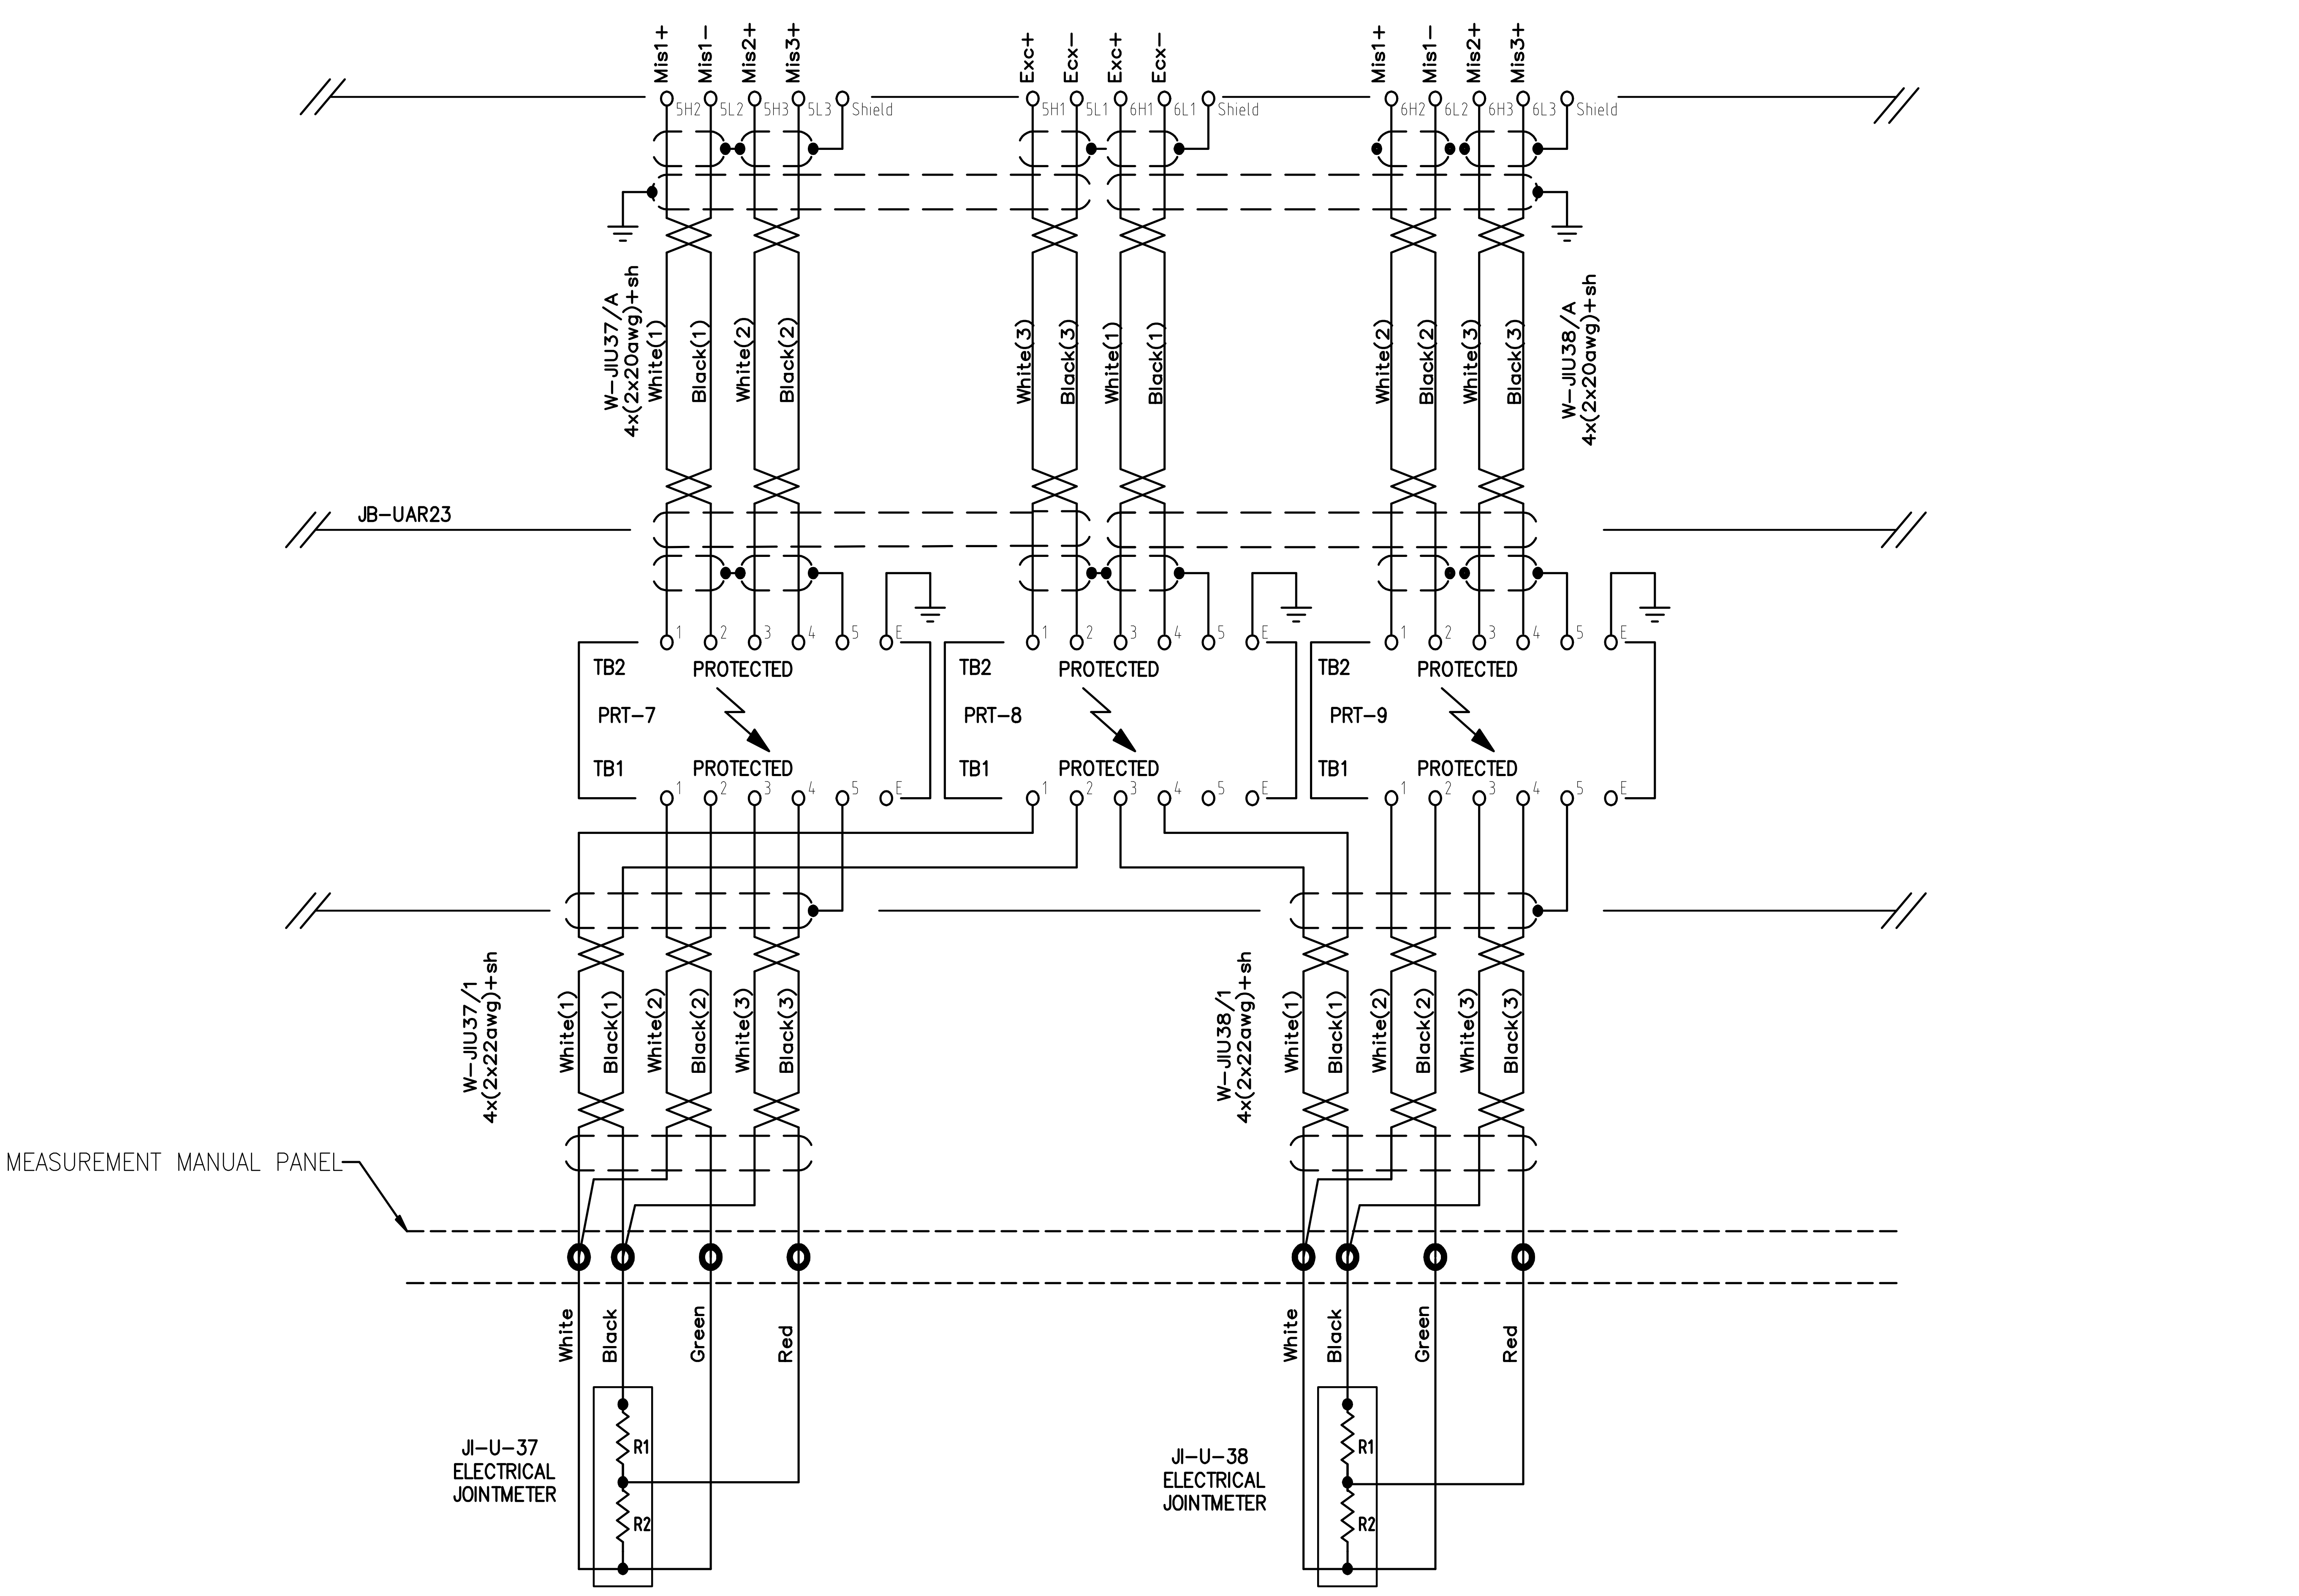 Mis1+ Mis1- Mis2+ Mis3+ Exc+ Ecx- Exc+ Ecx- Mis1+ Mis1- Mis2+ Mis3+
5H2 5L2 5H3 5L3 Shield 5H1 5L1 6H1 6L1 Shield 6H2 6L2 6H3 6L3 Shield
W-JIU37/A
4x(2x20awg)+sh
White(1) Black(1) White(2) Black(2) White(3) Black(3) White(1) Black(1) White(2) Black(2) White(3) Black(3)
W-JIU38/A
4x(2x20awg)+sh
JB-UAR23
1 2 3 4 5 E 1 2 3 4 5 E 1 2 3 4 5 E
TB2 PROTECTED TB2 PROTECTED TB2 PROTECTED
PRT-7 PRT-8 PRT-9
TB1 PROTECTED TB1 PROTECTED TB1 PROTECTED
1 2 3 4 5 E 1 2 3 4 5 E 1 2 3 4 5 E
W-JIU37/1
4x(2x22awg)+sh
White(1) Black(1) White(2) Black(2) White(3) Black(3)
W-JIU38/1
4x(2x22awg)+sh
White(1) Black(1) White(2) Black(2) White(3) Black(3)
MEASUREMENT MANUAL PANEL
White Black Green Red White Black Green Red
JI-U-37
ELECTRICAL
JOINTMETER
R1
R2
JI-U-38
ELECTRICAL
JOINTMETER
R1
R2